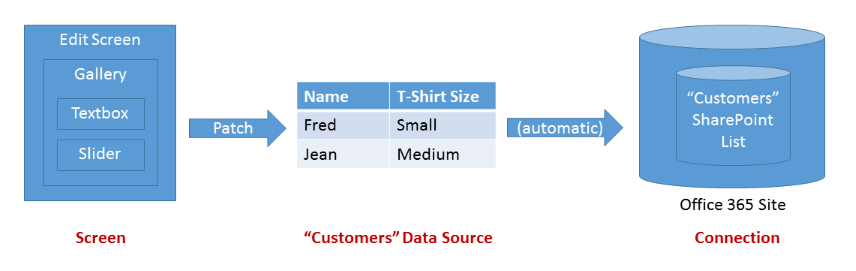 Edit Screen
Gallery
Textbox
Slider
Patch
Name T-Shirt Size
Fred Small
Jean Medium
(automatic)
“Customers”
SharePoint
List
Office 365 Site
Screen
“Customers” Data Source
Connection